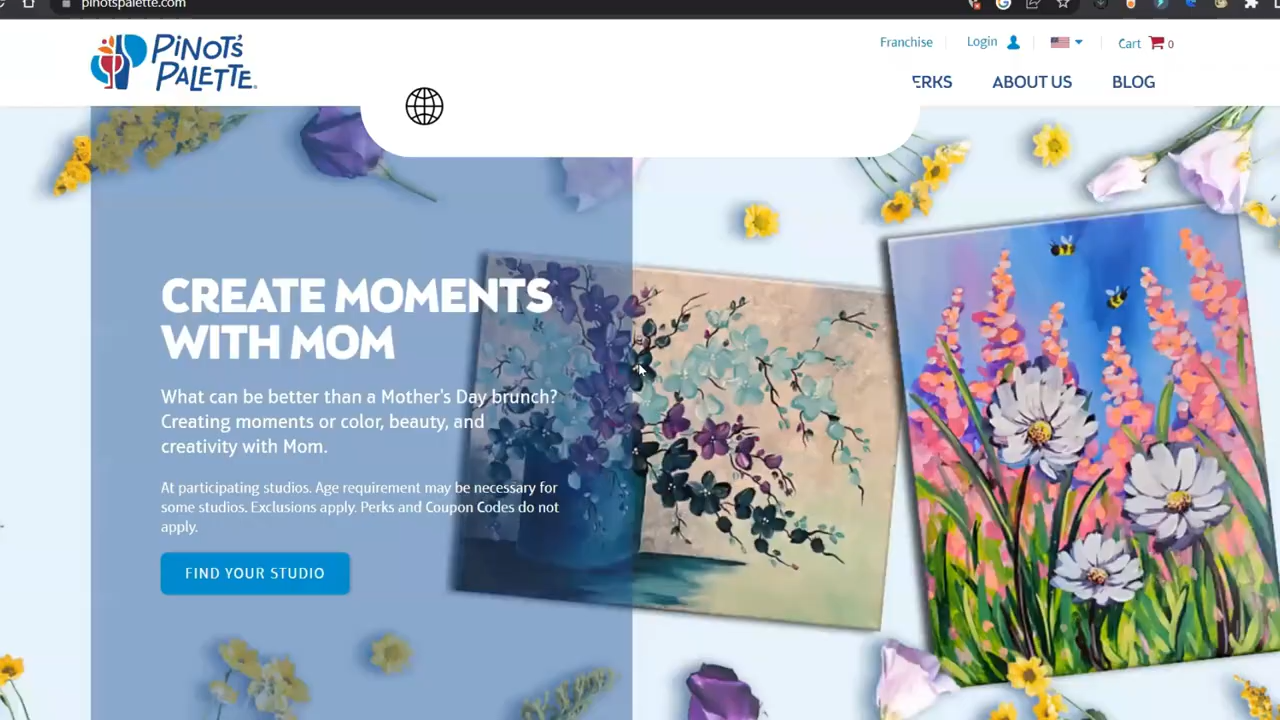 pinotspalette.com
PiNOT'S
PALETTE
Franchise
Login
Cart
0
ERKS
ABOUT US
BLOG
CREATE MOMENTS
WITH MOM
What can be better than a Mother's Day brunch?
Creating moments or color, beauty, and
creativity with Mom.
At participating studios. Age requirement may be necessary for
some studios. Exclusions apply. Perks and Coupon Codes do not
apply.
FIND YOUR STUDIO